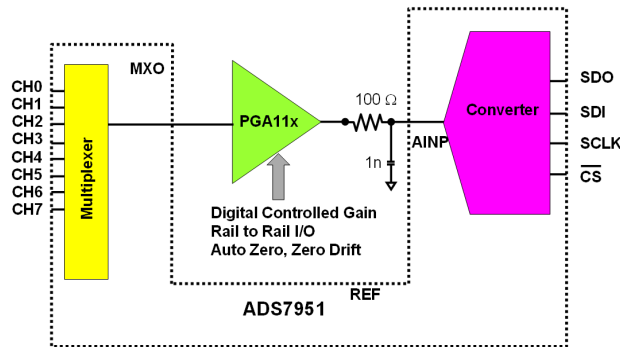 MXO
CH0
CH1
CH2
CH3
CH4
CH5
CH6
CH7
Multiplexer
PGA11x
100 Ω
1n
AINP
Converter
SDO
SDI
SCLK
CS
Digital Controlled Gain
Rail to Rail I/O
Auto Zero, Zero Drift
REF
ADS7951